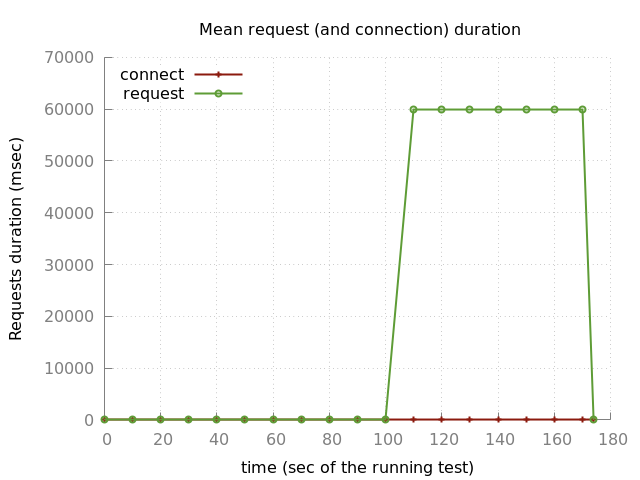 Mean request (and connection) duration
70000
60000
50000
40000
30000
20000
10000
0
connect
request
Requests duration (msec)
0 20 40 60 80 100 120 140 160 180
time (sec of the running test)